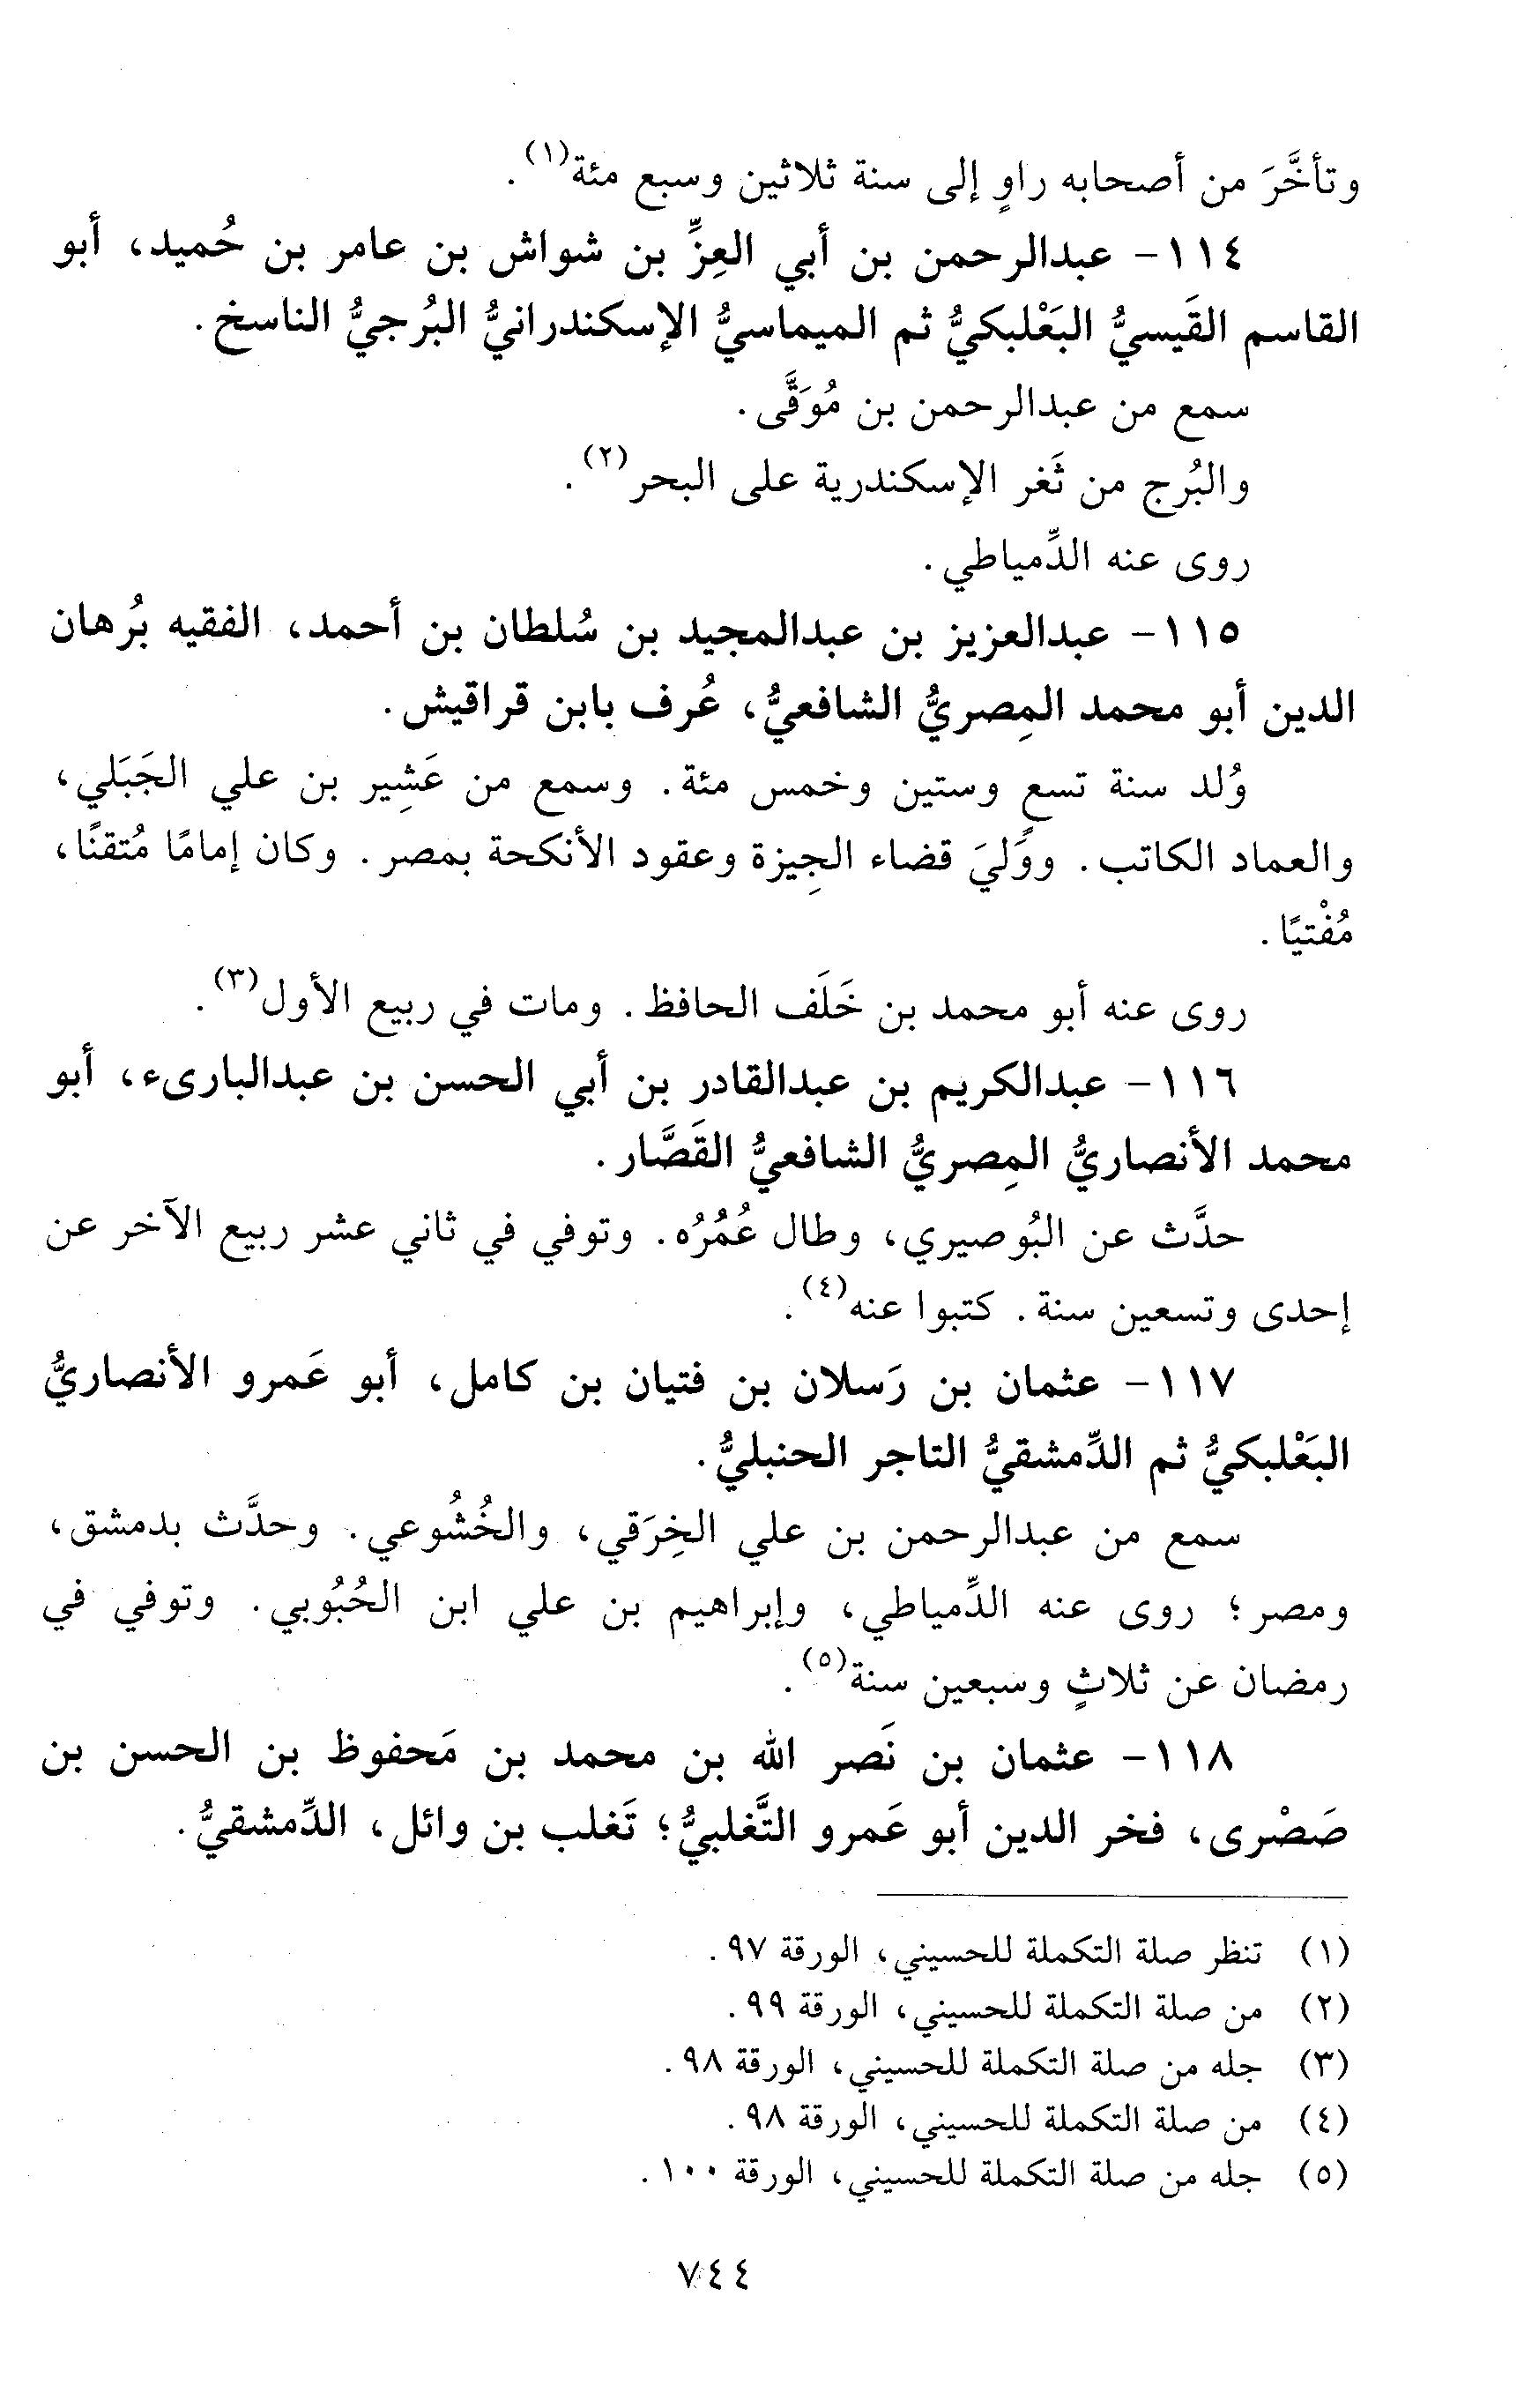 وتأخَّرَ من أصحابه راوٍ إلى سنة ثلاثين وسبع مئة(١).
١١٤- عبدالرحمن بن أبي العِزِّ بن شواش بن عامر بن حُميد، أبو
القاسم القَيسيُّ البَعْلبكيُّ ثم الميماسيُّ الإسكندرانيُّ البُرجيُّ الناسخ.
سمع من عبدالرحمن بن مُوَقَّى.
والبُرج من ثَغر الإسكندرية على البحر(٢).
روى عنه الدِّمياطي.
١١٥- عبدالعزيز بن عبدالمجيد بن سُلطان بن أحمد، الفقيه بُرهان
الدين أبو محمد المِصريُّ الشافعيُّ، عُرف بابن قراقيش.
وُلد سنة تسعٍ وستين وخمس مئة. وسمع من عَشِير بن علي الجَبَلي،
والعماد الكاتب. ووَُليَ قضاء الجِيزة وعقود الأنكحة بمصر. وكان إمامًا مُتقنًا،
مُفْتيًا.
روى عنه أبو محمد بن خَلَف الحافظ. ومات في ربيع الأول(٣).
١١٦- عبدالكريم بن عبدالقادر بن أبي الحسن بن عبدالبارىء، أبو
محمد الأنصاريُّ المِصريُّ الشافعيُّ القَصَّار.
حدَّث عن البُوصيري، وطال عُمُرُه. وتوفي في ثاني عشر ربيع الآخر عن
إحدى وتسعين سنة. كتبوا عنه(٤).
١١٧- عثمان بن رَسلان بن فتيان بن كامل، أبو عَمرو الأنصاريُّ
البَعْلبكيُّ ثم الدِّمشقيُّ التاجر الحنبليُّ.
سمع من عبدالرحمن بن علي الخِرَقي، والخُشُوعي. وحدَّث بدمشق،
ومصر؛ روى عنه الدِّمياطي، وإبراهيم بن علي ابن الحُبُوبي. وتوفي في
رمضان عن ثلاثٍ وسبعين سنة(٥).
١١٨- عثمان بن نَصر الله بن محمد بن مَحفوظ بن الحسن بن
صَصْرى، فخر الدين أبو عَمرو التَّغلبيُّ؛ تَغلب بن وائل، الدِّمشقيُّ.
(١) تنظر صلة التكملة للحسيني، الورقة ٩٧.
(٢) من صلة التكملة للحسيني، الورقة ٩٩.
(٣) جله من صلة التكملة للحسيني، الورقة ٩٨.
(٤) من صلة التكملة للحسيني، الورقة ٩٨.
(٥) جله من صلة التكملة للحسيني، الورقة ١٠٠.
٧٤٤